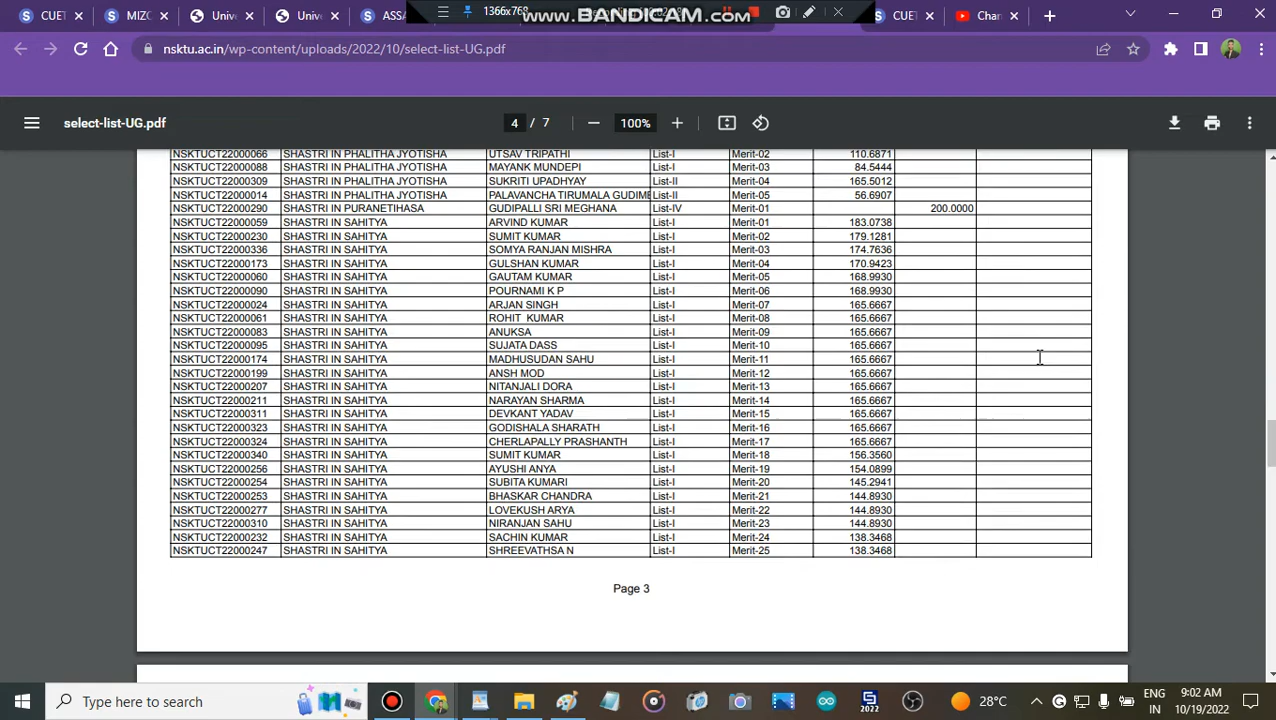 CUET
MIZC
Unive
Unive
ASSA
1366x768
www.BANDICAM.com
CUET
Chan
nsktu.ac.in/wp-content/uploads/2022/10/select-list-UG.pdf
select-list-UG.pdf
4 / 7
100%
NSKTUCT22000066 SHASTRI IN PHALITHA JYOTISHA UTSAV TRIPATHI List-I Merit-02 110.6871
NSKTUCT22000088 SHASTRI IN PHALITHA JYOTISHA MAYANK MUNDEPI List-I Merit-03 84.5444
NSKTUCT22000309 SHASTRI IN PHALITHA JYOTISHA SUKRITI UPADHYAY List-II Merit-04 165.5012
NSKTUCT22000014 SHASTRI IN PHALITHA JYOTISHA PALAVANCHA TIRUMALA GUDIME List-II Merit-05 56.6907
NSKTUCT22000290 SHASTRI IN PURANETIHASA GUDIPALLI SRI MEGHANA List-IV Merit-01 200.0000
NSKTUCT22000059 SHASTRI IN SAHITYA ARVIND KUMAR List-I Merit-01 183.0738
NSKTUCT22000230 SHASTRI IN SAHITYA SUMIT KUMAR List-I Merit-02 179.1281
NSKTUCT22000336 SHASTRI IN SAHITYA SOMYA RANJAN MISHRA List-I Merit-03 174.7636
NSKTUCT22000173 SHASTRI IN SAHITYA GULSHAN KUMAR List-I Merit-04 170.9423
NSKTUCT22000060 SHASTRI IN SAHITYA GAUTAM KUMAR List-I Merit-05 168.9930
NSKTUCT22000090 SHASTRI IN SAHITYA POURNAMI K P List-I Merit-06 168.9930
NSKTUCT22000024 SHASTRI IN SAHITYA ARJAN SINGH List-I Merit-07 165.6667
NSKTUCT22000061 SHASTRI IN SAHITYA ROHIT KUMAR List-I Merit-08 165.6667
NSKTUCT22000083 SHASTRI IN SAHITYA ANUKSA List-I Merit-09 165.6667
NSKTUCT22000095 SHASTRI IN SAHITYA SUJATA DASS List-I Merit-10 165.6667
NSKTUCT22000174 SHASTRI IN SAHITYA MADHUSUDAN SAHU List-I Merit-11 165.6667
NSKTUCT22000199 SHASTRI IN SAHITYA ANSH MOD List-I Merit-12 165.6667
NSKTUCT22000207 SHASTRI IN SAHITYA NITANJALI DORA List-I Merit-13 165.6667
NSKTUCT22000211 SHASTRI IN SAHITYA NARAYAN SHARMA List-I Merit-14 165.6667
NSKTUCT22000311 SHASTRI IN SAHITYA DEVKANT YADAV List-I Merit-15 165.6667
NSKTUCT22000323 SHASTRI IN SAHITYA GODISHALA SHARATH List-I Merit-16 165.6667
NSKTUCT22000324 SHASTRI IN SAHITYA CHERLAPALLY PRASHANTH List-I Merit-17 165.6667
NSKTUCT22000340 SHASTRI IN SAHITYA SUMIT KUMAR List-I Merit-18 156.3560
NSKTUCT22000256 SHASTRI IN SAHITYA AYUSHI ANYA List-I Merit-19 154.0899
NSKTUCT22000254 SHASTRI IN SAHITYA SUBITA KUMARI List-I Merit-20 145.2941
NSKTUCT22000253 SHASTRI IN SAHITYA BHASKAR CHANDRA List-I Merit-21 144.8930
NSKTUCT22000277 SHASTRI IN SAHITYA LOVEKUSH ARYA List-I Merit-22 144.8930
NSKTUCT22000310 SHASTRI IN SAHITYA NIRANJAN SAHU List-I Merit-23 144.8930
NSKTUCT22000232 SHASTRI IN SAHITYA SACHIN KUMAR List-I Merit-24 138.3468
NSKTUCT22000247 SHASTRI IN SAHITYA SHREEVATHSA N List-I Merit-25 138.3468
Page 3
Type here to search
28°C
ENG
IN
9:02 AM
10/19/2022